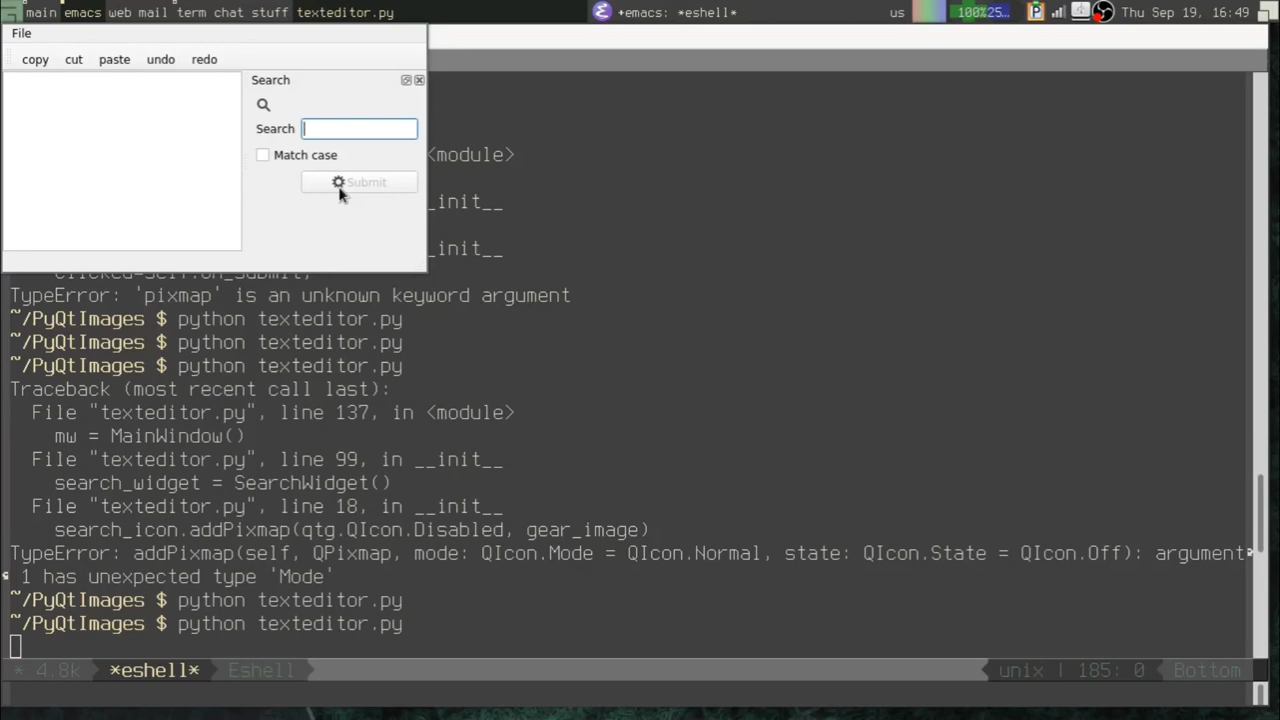 main emacs web mail term chat stuff texteditor.py +emacs: *eshell* us 100%25… Thu Sep 19, 16:49
File
copy cut paste undo redo
Search
Search
Match case
Submit
<module>
_init__
_init__
TypeError: 'pixmap' is an unknown keyword argument
~/PyQtImages $ python texteditor.py
~/PyQtImages $ python texteditor.py
~/PyQtImages $ python texteditor.py
Traceback (most recent call last):
File "texteditor.py", line 137, in <module>
mw = MainWindow()
File "texteditor.py", line 99, in __init__
search_widget = SearchWidget()
File "texteditor.py", line 18, in __init__
search_icon.addPixmap(qtg.QIcon.Disabled, gear_image)
TypeError: addPixmap(self, QPixmap, mode: QIcon.Mode = QIcon.Normal, state: QIcon.State = QIcon.Off): argument
1 has unexpected type 'Mode'
~/PyQtImages $ python texteditor.py
~/PyQtImages $ python texteditor.py
* 4.8k *eshell* Eshell unix | 185: 0 Bottom